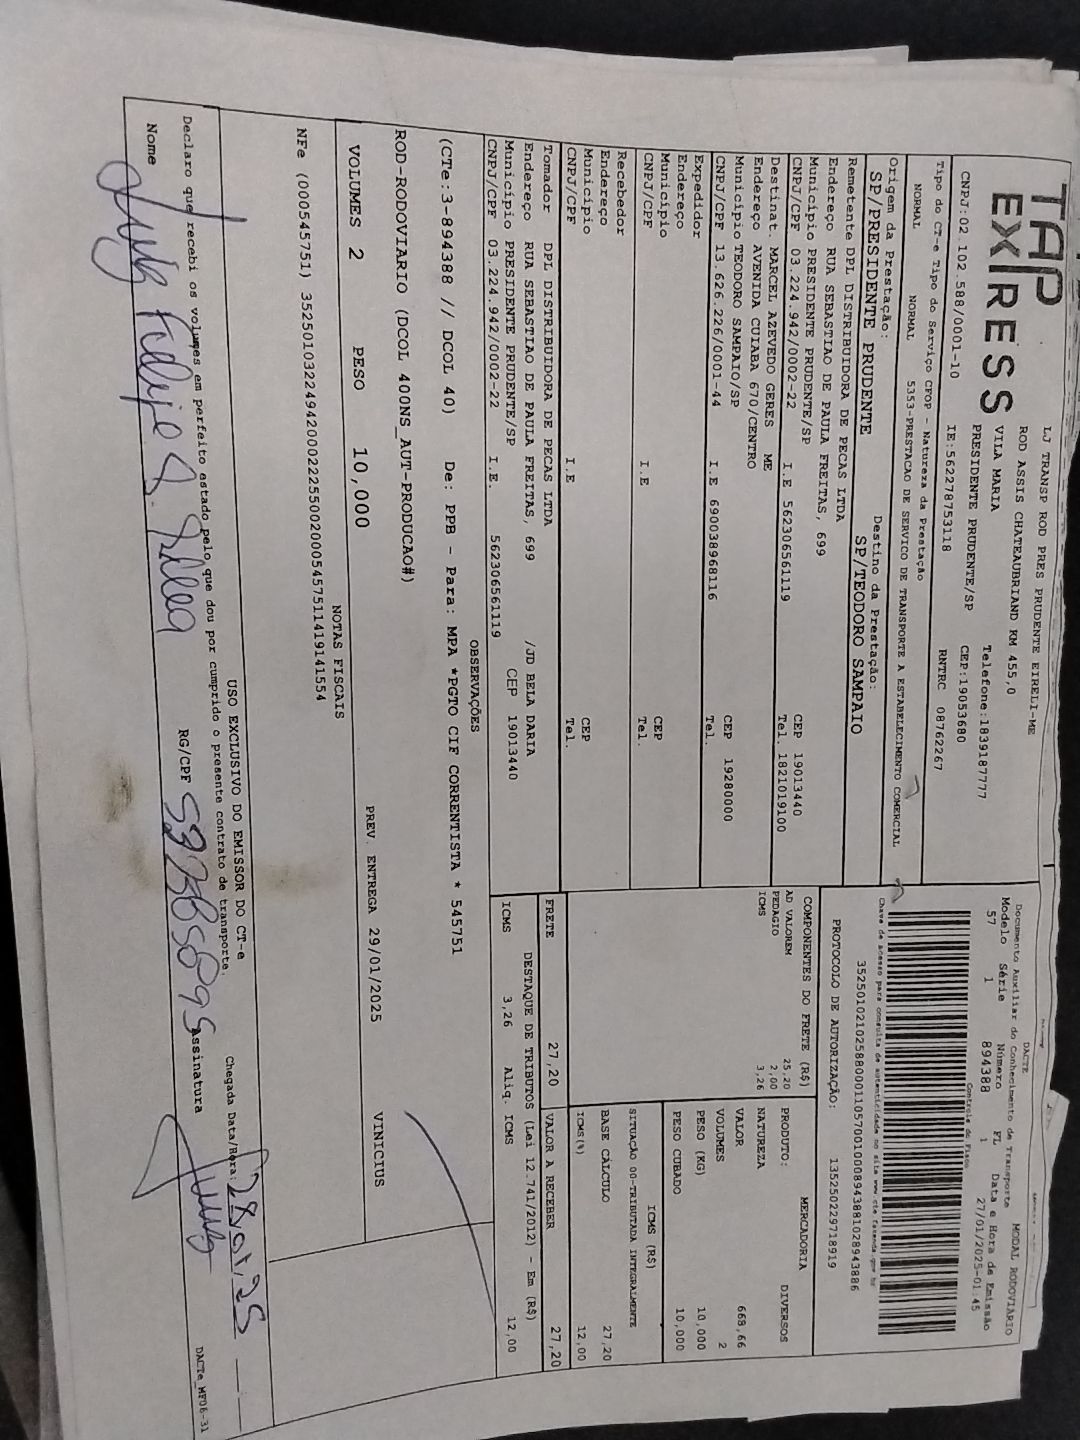 TAP
EXPRESS
LJ TRANSP ROD PRES PRUDENTE EIRELI-ME
ROD ASSIS CHATEAUBRIAND KM 455,0
VILA MARIA Telefone:1839187777
PRESIDENTE PRUDENTE/SP CEP:19053680
CNPJ:02.102.588/0001-10 IE:562278753118 RNTRC 08762267
Tipo do CT-e Tipo do Serviço CFOP - Natureza da Prestação
NORMAL NORMAL 5353-PRESTACAO DE SERVICO DE TRANSPORTE A ESTABELECIMENTO COMERCIAL
Origem da Prestação: Destino da Prestação:
SP/PRESIDENTE PRUDENTE SP/TEODORO SAMPAIO
Remetente DPL DISTRIBUIDORA DE PECAS LTDA
Endereço RUA SEBASTIAO DE PAULA FREITAS, 699
Município PRESIDENTE PRUDENTE/SP CEP 19013440
CNPJ/CPF 03.224.942/0002-22 I.E 562306561119 Tel. 1821019100
Destinat. MARCEL AZEVEDO GERES ME
Endereço AVENIDA CUIABA 670/CENTRO
Município TEODORO SAMPAIO/SP CEP 19280000
CNPJ/CPF 13.626.226/0001-44 I.E 690038968116 Tel.
Expedidor
Endereço
Município CEP
CNPJ/CPF I.E Tel.
Recebedor
Endereço
Município CEP
CNPJ/CPF I.E Tel.
Tomador DPL DISTRIBUIDORA DE PECAS LTDA
Endereço RUA SEBASTIAO DE PAULA FREITAS, 699 /JD BELA DARIA
Município PRESIDENTE PRUDENTE/SP CEP 19013440
CNPJ/CPF 03.224.942/0002-22 I.E. 562306561119
DACTE MODAL RODOVIARIO
Documento Auxiliar do Conhecimento de Transporte
Modelo Série Número FL Data e Hora de Emissão
57 1 894388 1 27/01/2025-01:45
Controle do Fisco
Chave de acesso para consulta de autenticidade no site www.cte.fazenda.gov.br
35250102102588000110570010008943881028943886
PROTOCOLO DE AUTORIZAÇÃO: 135250229718919
COMPONENTES DO FRETE (R$)
AD VALOREM 25,20
PEDAGIO 2,00
ICMS 3,26
MERCADORIA
PRODUTO: DIVERSOS
NATUREZA
VALOR 668,66
VOLUMES 2
PESO (KG) 10,000
PESO CUBADO 10,000
ICMS (R$)
SITUAÇÃO 00-TRIBUTADA INTEGRALMENTE
BASE CÁLCULO 27,20
ICMS(%) 12,00
FRETE 27,20 VALOR A RECEBER 27,20
DESTAQUE DE TRIBUTOS (Lei 12.741/2012) - Em (R$)
ICMS 3,26 Aliq. ICMS 12,00
OBSERVAÇÕES
(CTe:3-894388 // DCOL 40) De: PPB - Para: MPA *PGTO CIF CORRENTISTA * 545751
ROD-RODOVIARIO (DCOL 400NS_AUT-PRODUCAO#)
VOLUMES 2 PESO 10,000 PREV. ENTREGA 29/01/2025 VINICIUS
NOTAS FISCAIS
NFe (000545751) 35250103224942000222550020005457511419141554
USO EXCLUSIVO DO EMISSOR DO CT-e
Declaro que recebi os volumes em perfeito estado pelo que dou por cumprido o presente contrato de transporte.
Chegada Data/Hora: 28.01.25
Nome RG/CPF Assinatura
DACTe_MF06-31